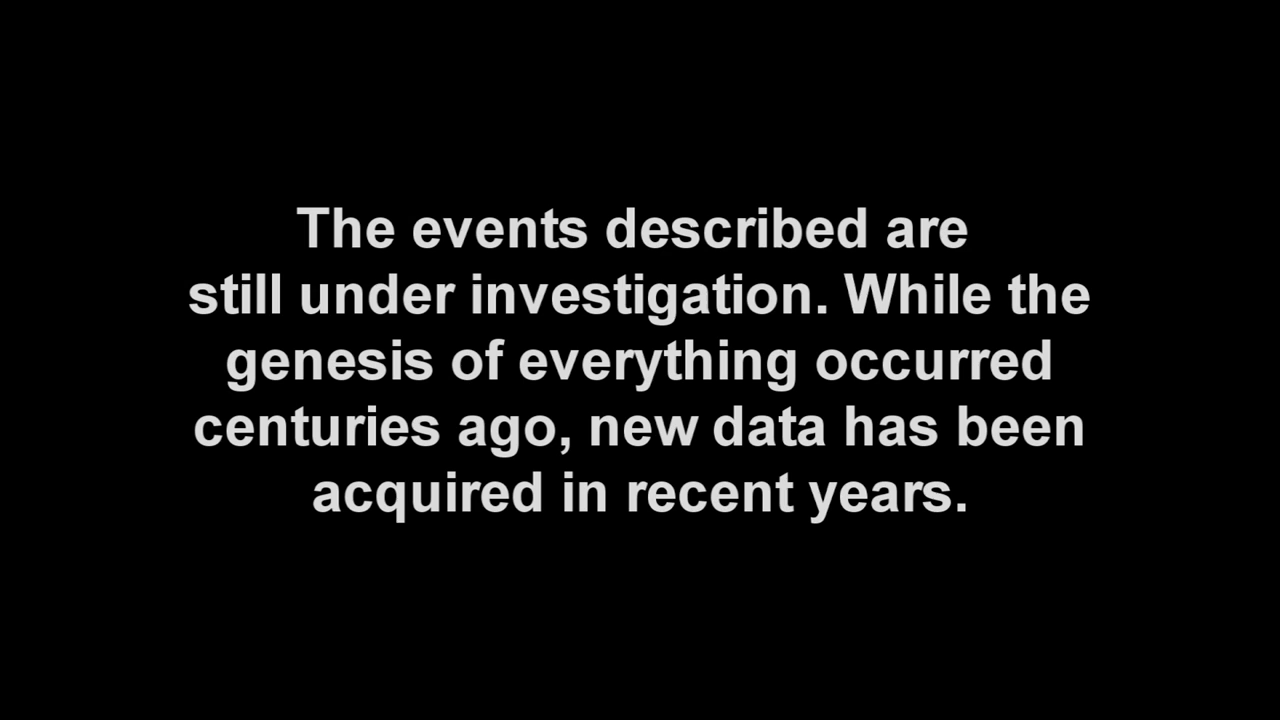 The events described are
still under investigation. While the
genesis of everything occurred
centuries ago, new data has been
acquired in recent years.